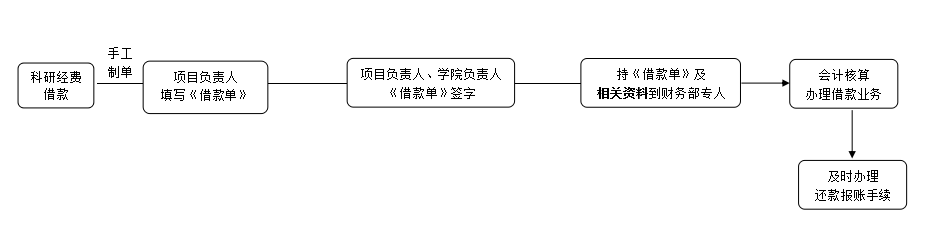 科研经费
借款
手工
制单
项目负责人
填写《借款单》
项目负责人、学院负责人
《借款单》签字
持《借款单》及
相关资料到财务部专人
会计核算
办理借款业务
及时办理
还款报账手续